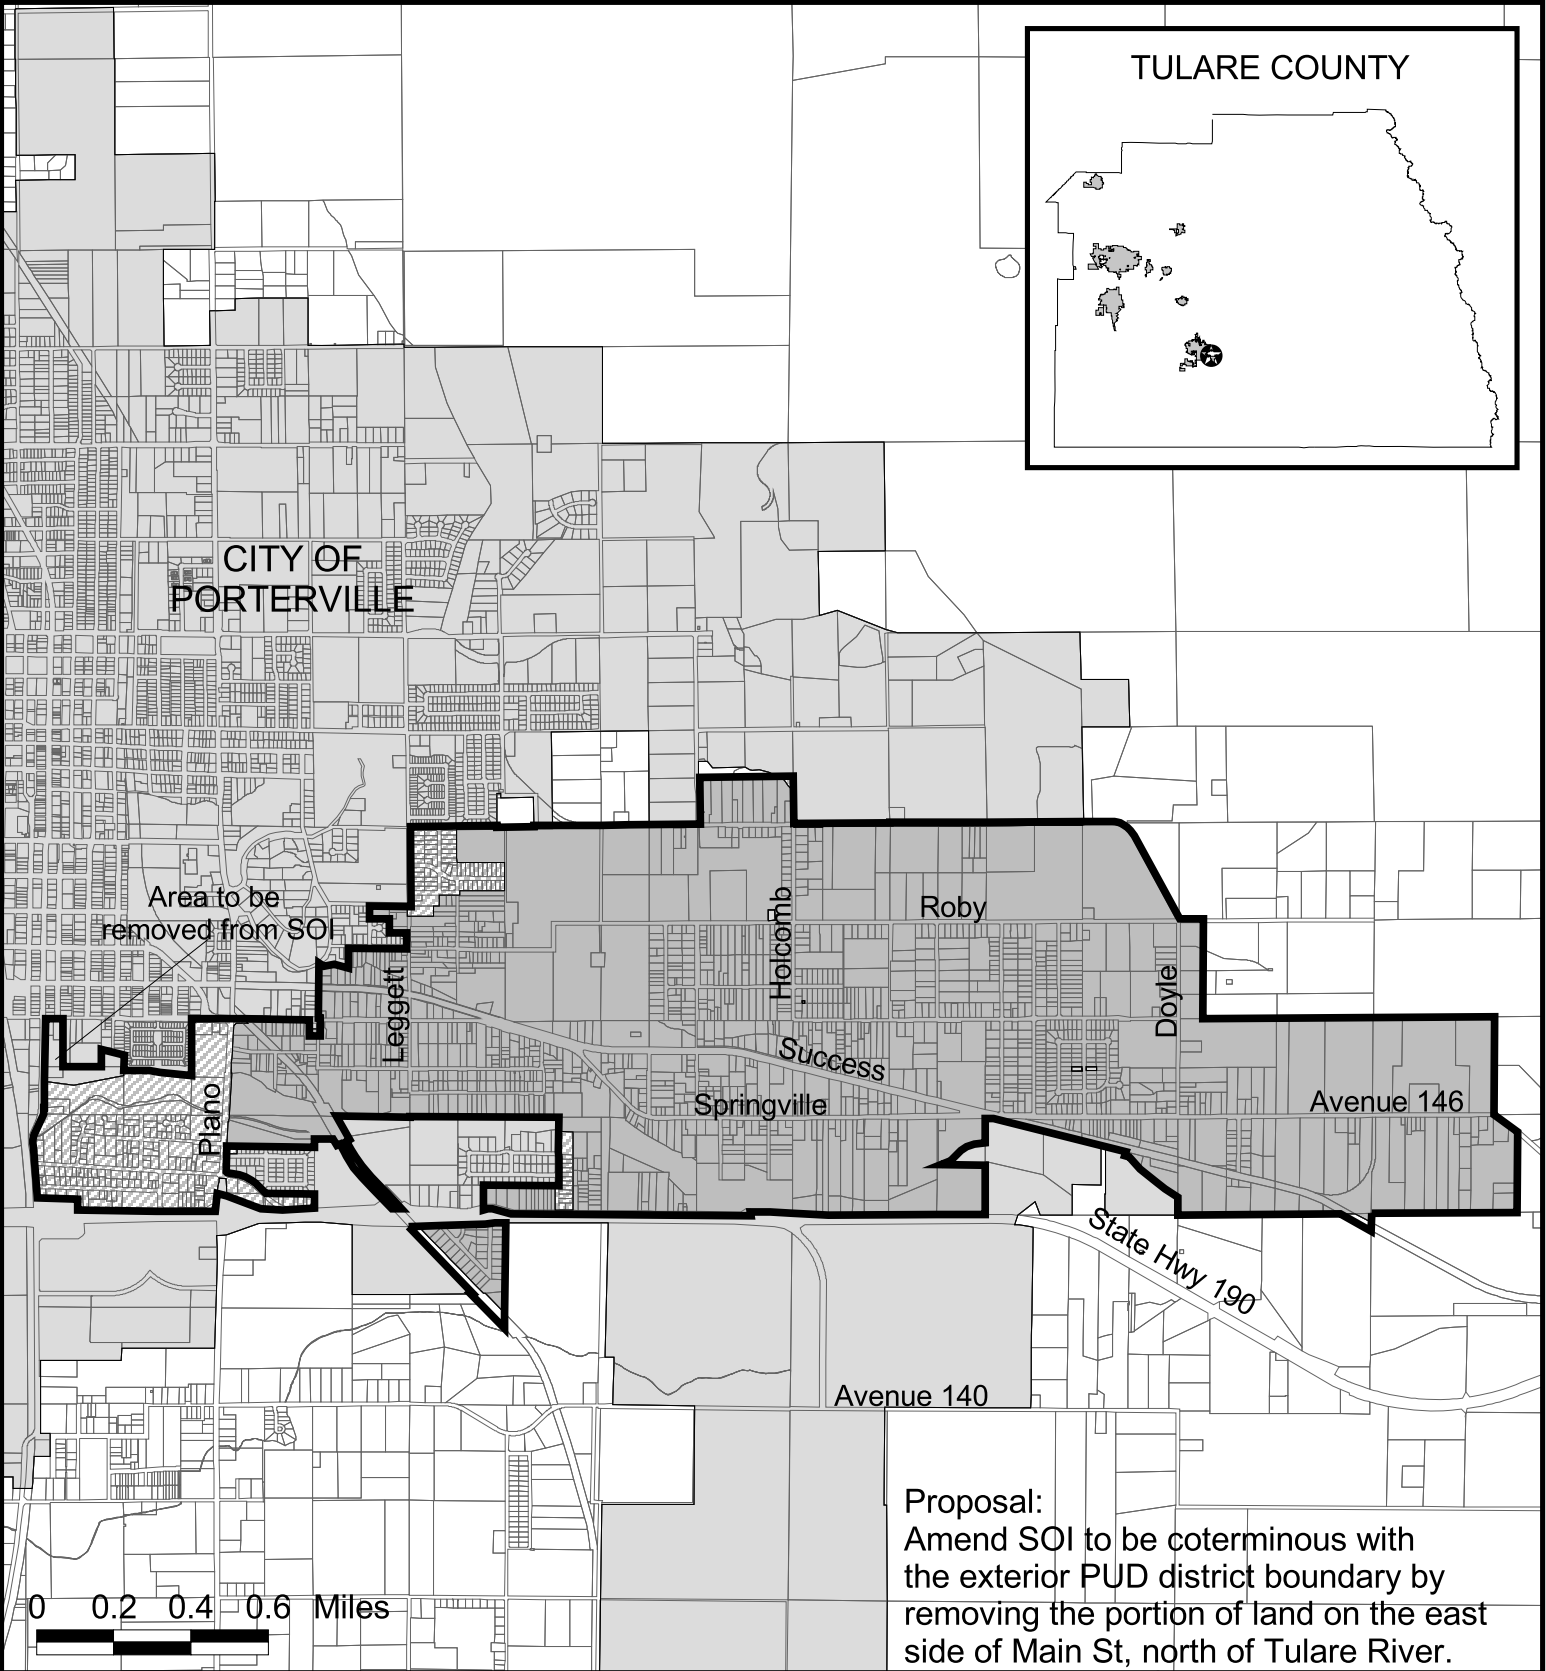 TULARE COUNTY
CITY OF
PORTERVILLE
Area to be
removed from SOI
Holcomb
Roby
Leggett
Doyle
Success
Plano
Springville
Avenue 146
State Hwy 190
Avenue 140
Proposal:
Amend SOI to be coterminous with
the exterior PUD district boundary by
removing the portion of land on the east
side of Main St, north of Tulare River.
0 0.2 0.4 0.6 Miles